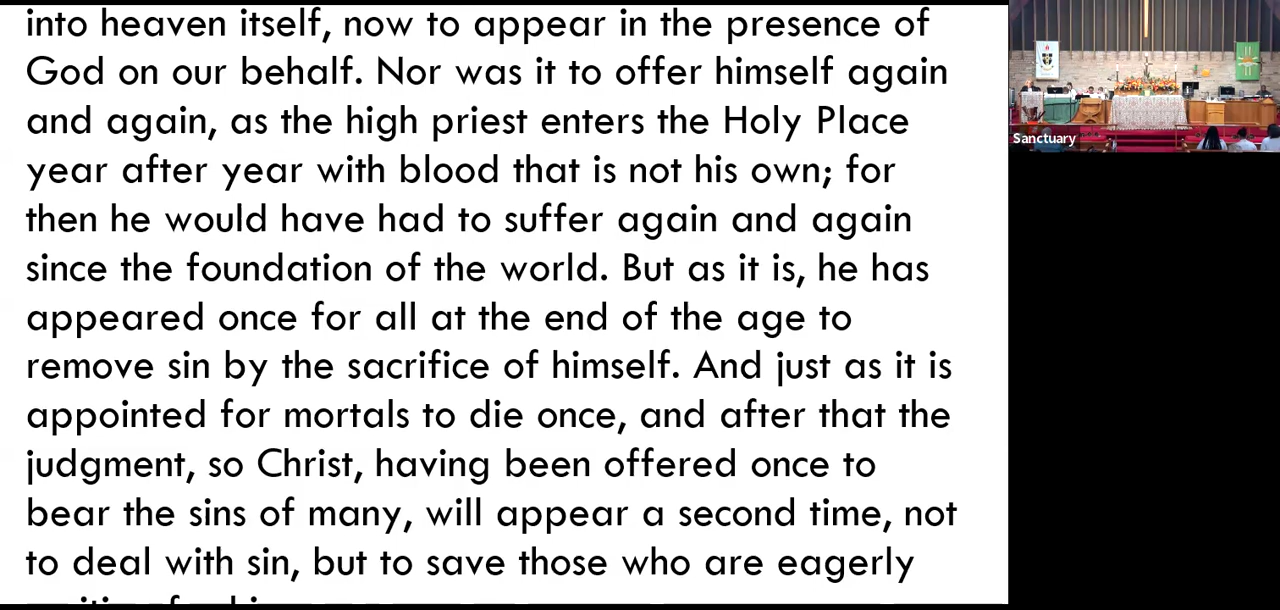 into heaven itself, now to appear in the presence of
God on our behalf. Nor was it to offer himself again
and again, as the high priest enters the Holy Place
year after year with blood that is not his own; for
then he would have had to suffer again and again
since the foundation of the world. But as it is, he has
appeared once for all at the end of the age to
remove sin by the sacrifice of himself. And just as it is
appointed for mortals to die once, and after that the
judgment, so Christ, having been offered once to
bear the sins of many, will appear a second time, not
to deal with sin, but to save those who are eagerly
Sanctuary